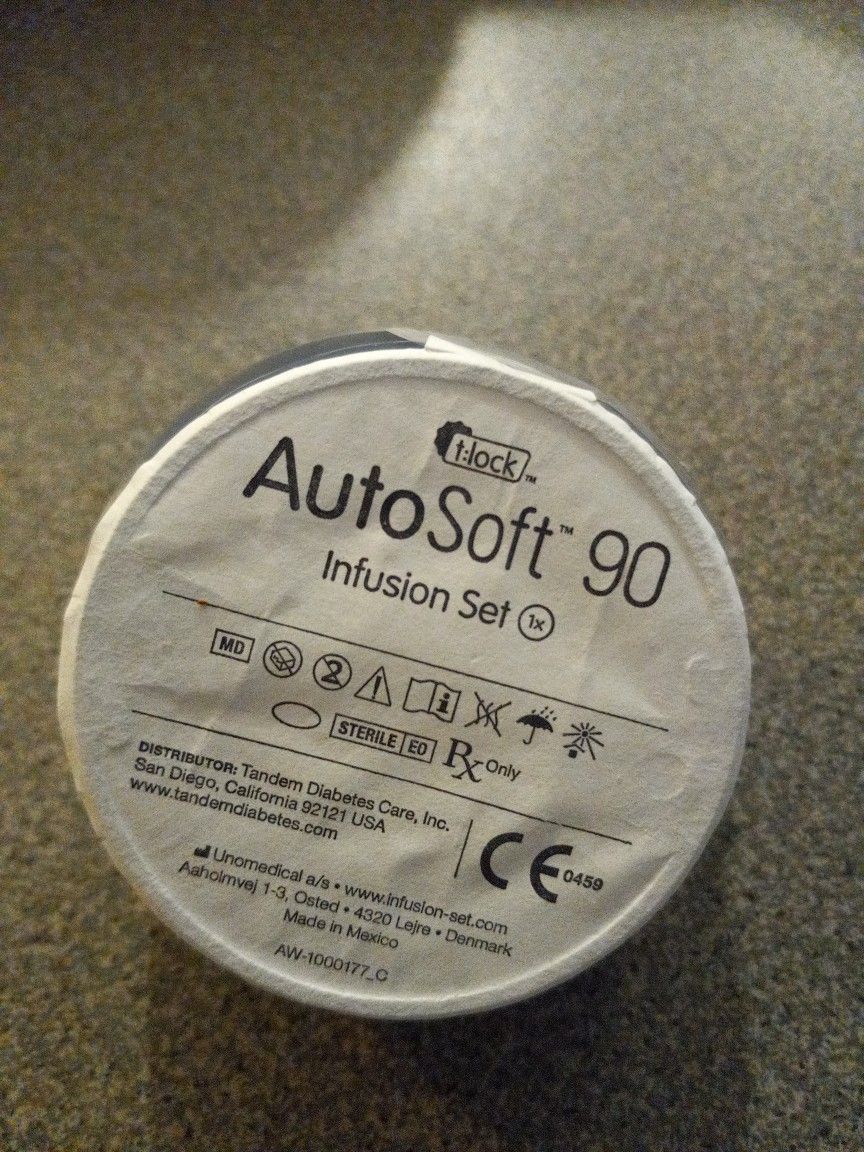 t:lock™
AutoSoft™ 90
Infusion Set 1x
MD 2 i
STERILE EO Rx Only
DISTRIBUTOR: Tandem Diabetes Care, Inc.
San Diego, California 92121 USA
www.tandemdiabetes.com
CE 0459
Unomedical a/s • www.infusion-set.com
Aaholmvej 1-3, Osted • 4320 Lejre • Denmark
Made in Mexico
AW-1000177_C